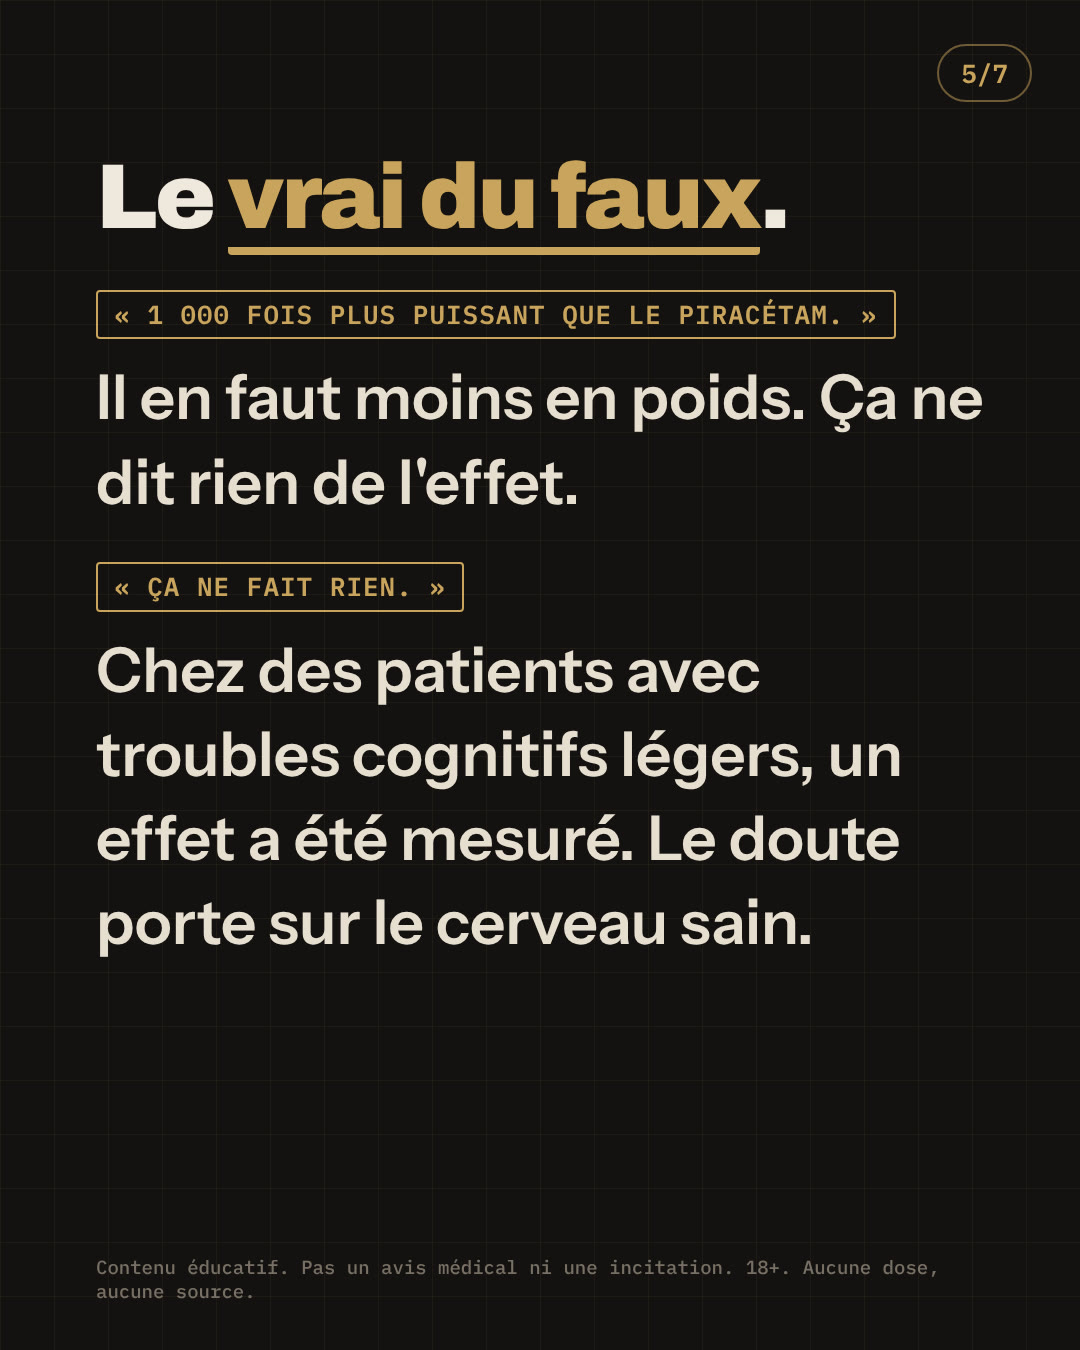 5/7
Le vrai du faux.
« 1 000 FOIS PLUS PUISSANT QUE LE PIRACÉTAM. »
Il en faut moins en poids. Ça ne
dit rien de l'effet.
« ÇA NE FAIT RIEN. »
Chez des patients avec
troubles cognitifs légers, un
effet a été mesuré. Le doute
porte sur le cerveau sain.
Contenu éducatif. Pas un avis médical ni une incitation. 18+. Aucune dose,
aucune source.